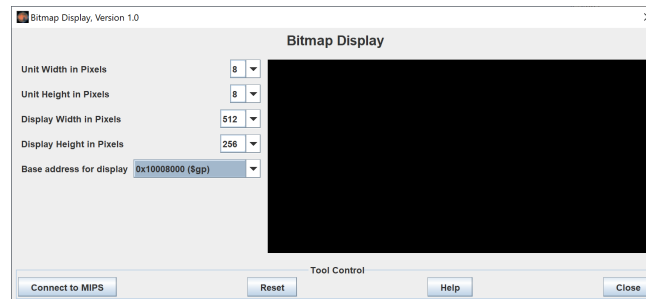 Bitmap Display, Version 1.0
Bitmap Display
Unit Width in Pixels 8
Unit Height in Pixels 8
Display Width in Pixels 512
Display Height in Pixels 256
Base address for display 0x10008000 ($gp)
Tool Control
Connect to MIPS Reset Help Close